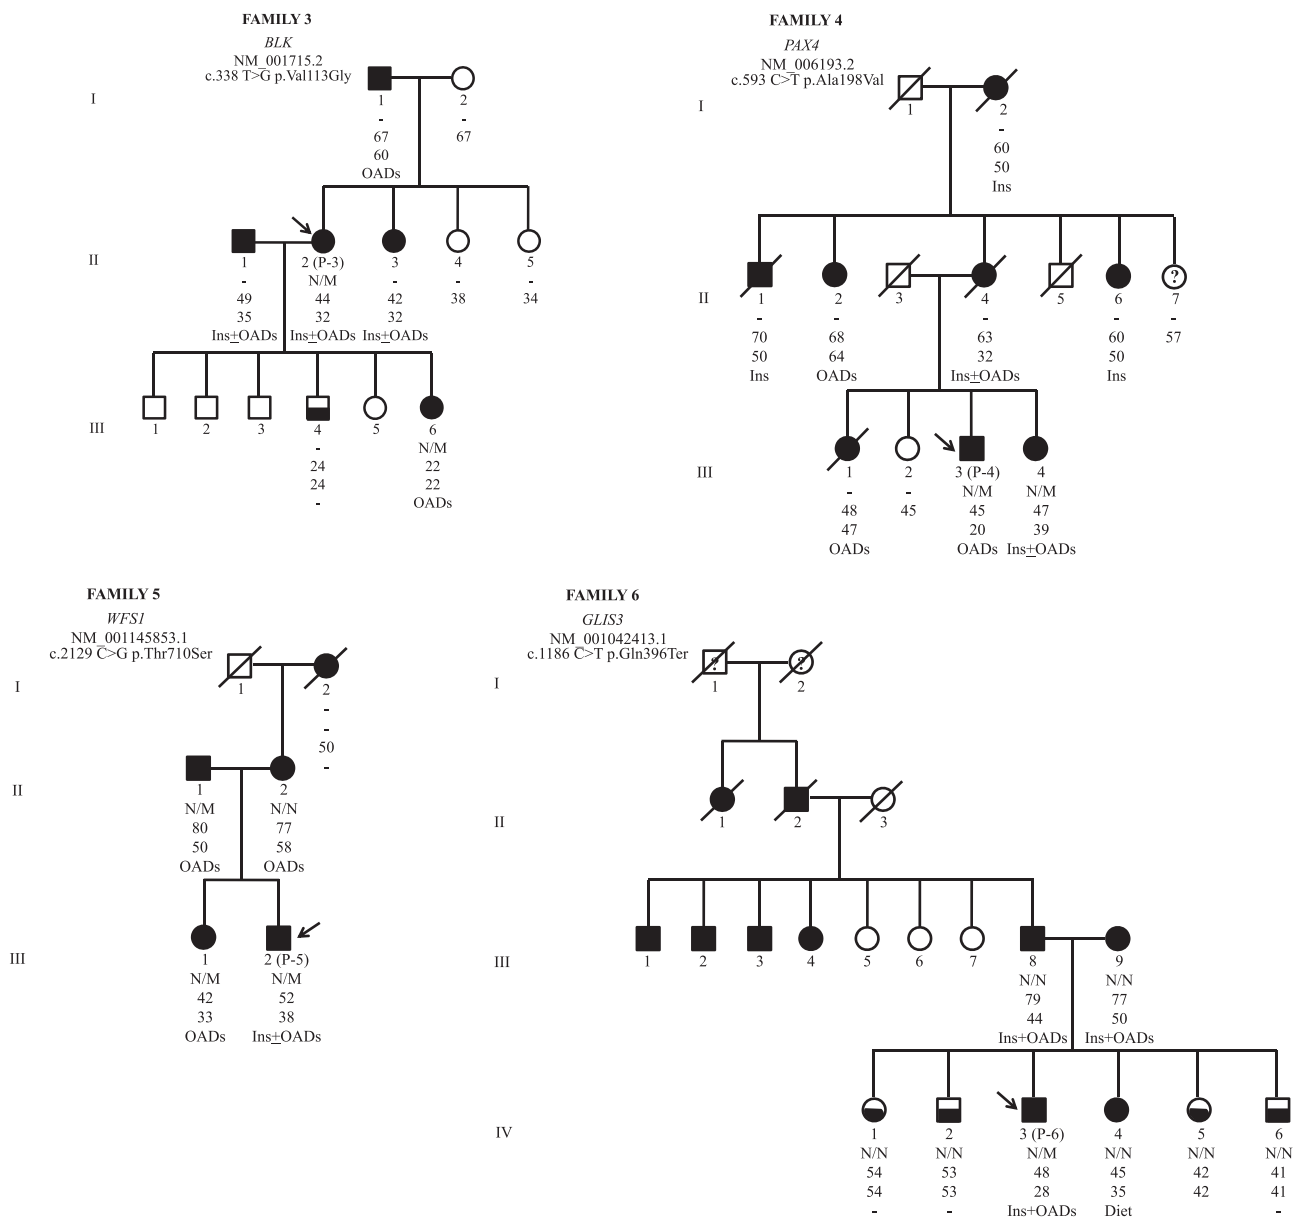 FAMILY 3
BLK
NM_001715.2
c.338 T>G p.Val113Gly
I
1 2
- -
67 67
60
OADs
II
1 2 (P-3) 3 4 5
- N/M - - -
49 44 42 38 34
35 32 32
Ins±OADs Ins±OADs Ins±OADs
III
1 2 3 4 5 6
- N/M
24 22
24 22
- OADs
FAMILY 4
PAX4
NM_006193.2
c.593 C>T p.Ala198Val
I
1 2
-
60
50
Ins
II
?
1 2 3 4 5 6 7
- - - - -
70 68 63 60 57
50 64 32 50
Ins OADs Ins±OADs Ins
III
1 2 3 (P-4) 4
- - N/M N/M
48 45 45 47
47 20 39
OADs OADs Ins±OADs
FAMILY 5
WFS1
NM_001145853.1
c.2129 C>G p.Thr710Ser
I
1 2
-
-
50
-
II
1 2
N/M N/N
80 77
50 58
OADs OADs
III
1 2 (P-5)
N/M N/M
42 52
33 38
OADs Ins±OADs
FAMILY 6
GLIS3
NM_001042413.1
c.1186 C>T p.Gln396Ter
? ?
I
1 2
II
1 2 3
III
1 2 3 4 5 6 7 8 9
N/N N/N
79 77
44 50
Ins+OADs Ins+OADs
IV
1 2 3 (P-6) 4 5 6
N/N N/N N/M N/N N/N N/N
54 53 48 45 42 41
54 53 28 35 42 41
- - Ins+OADs Diet -